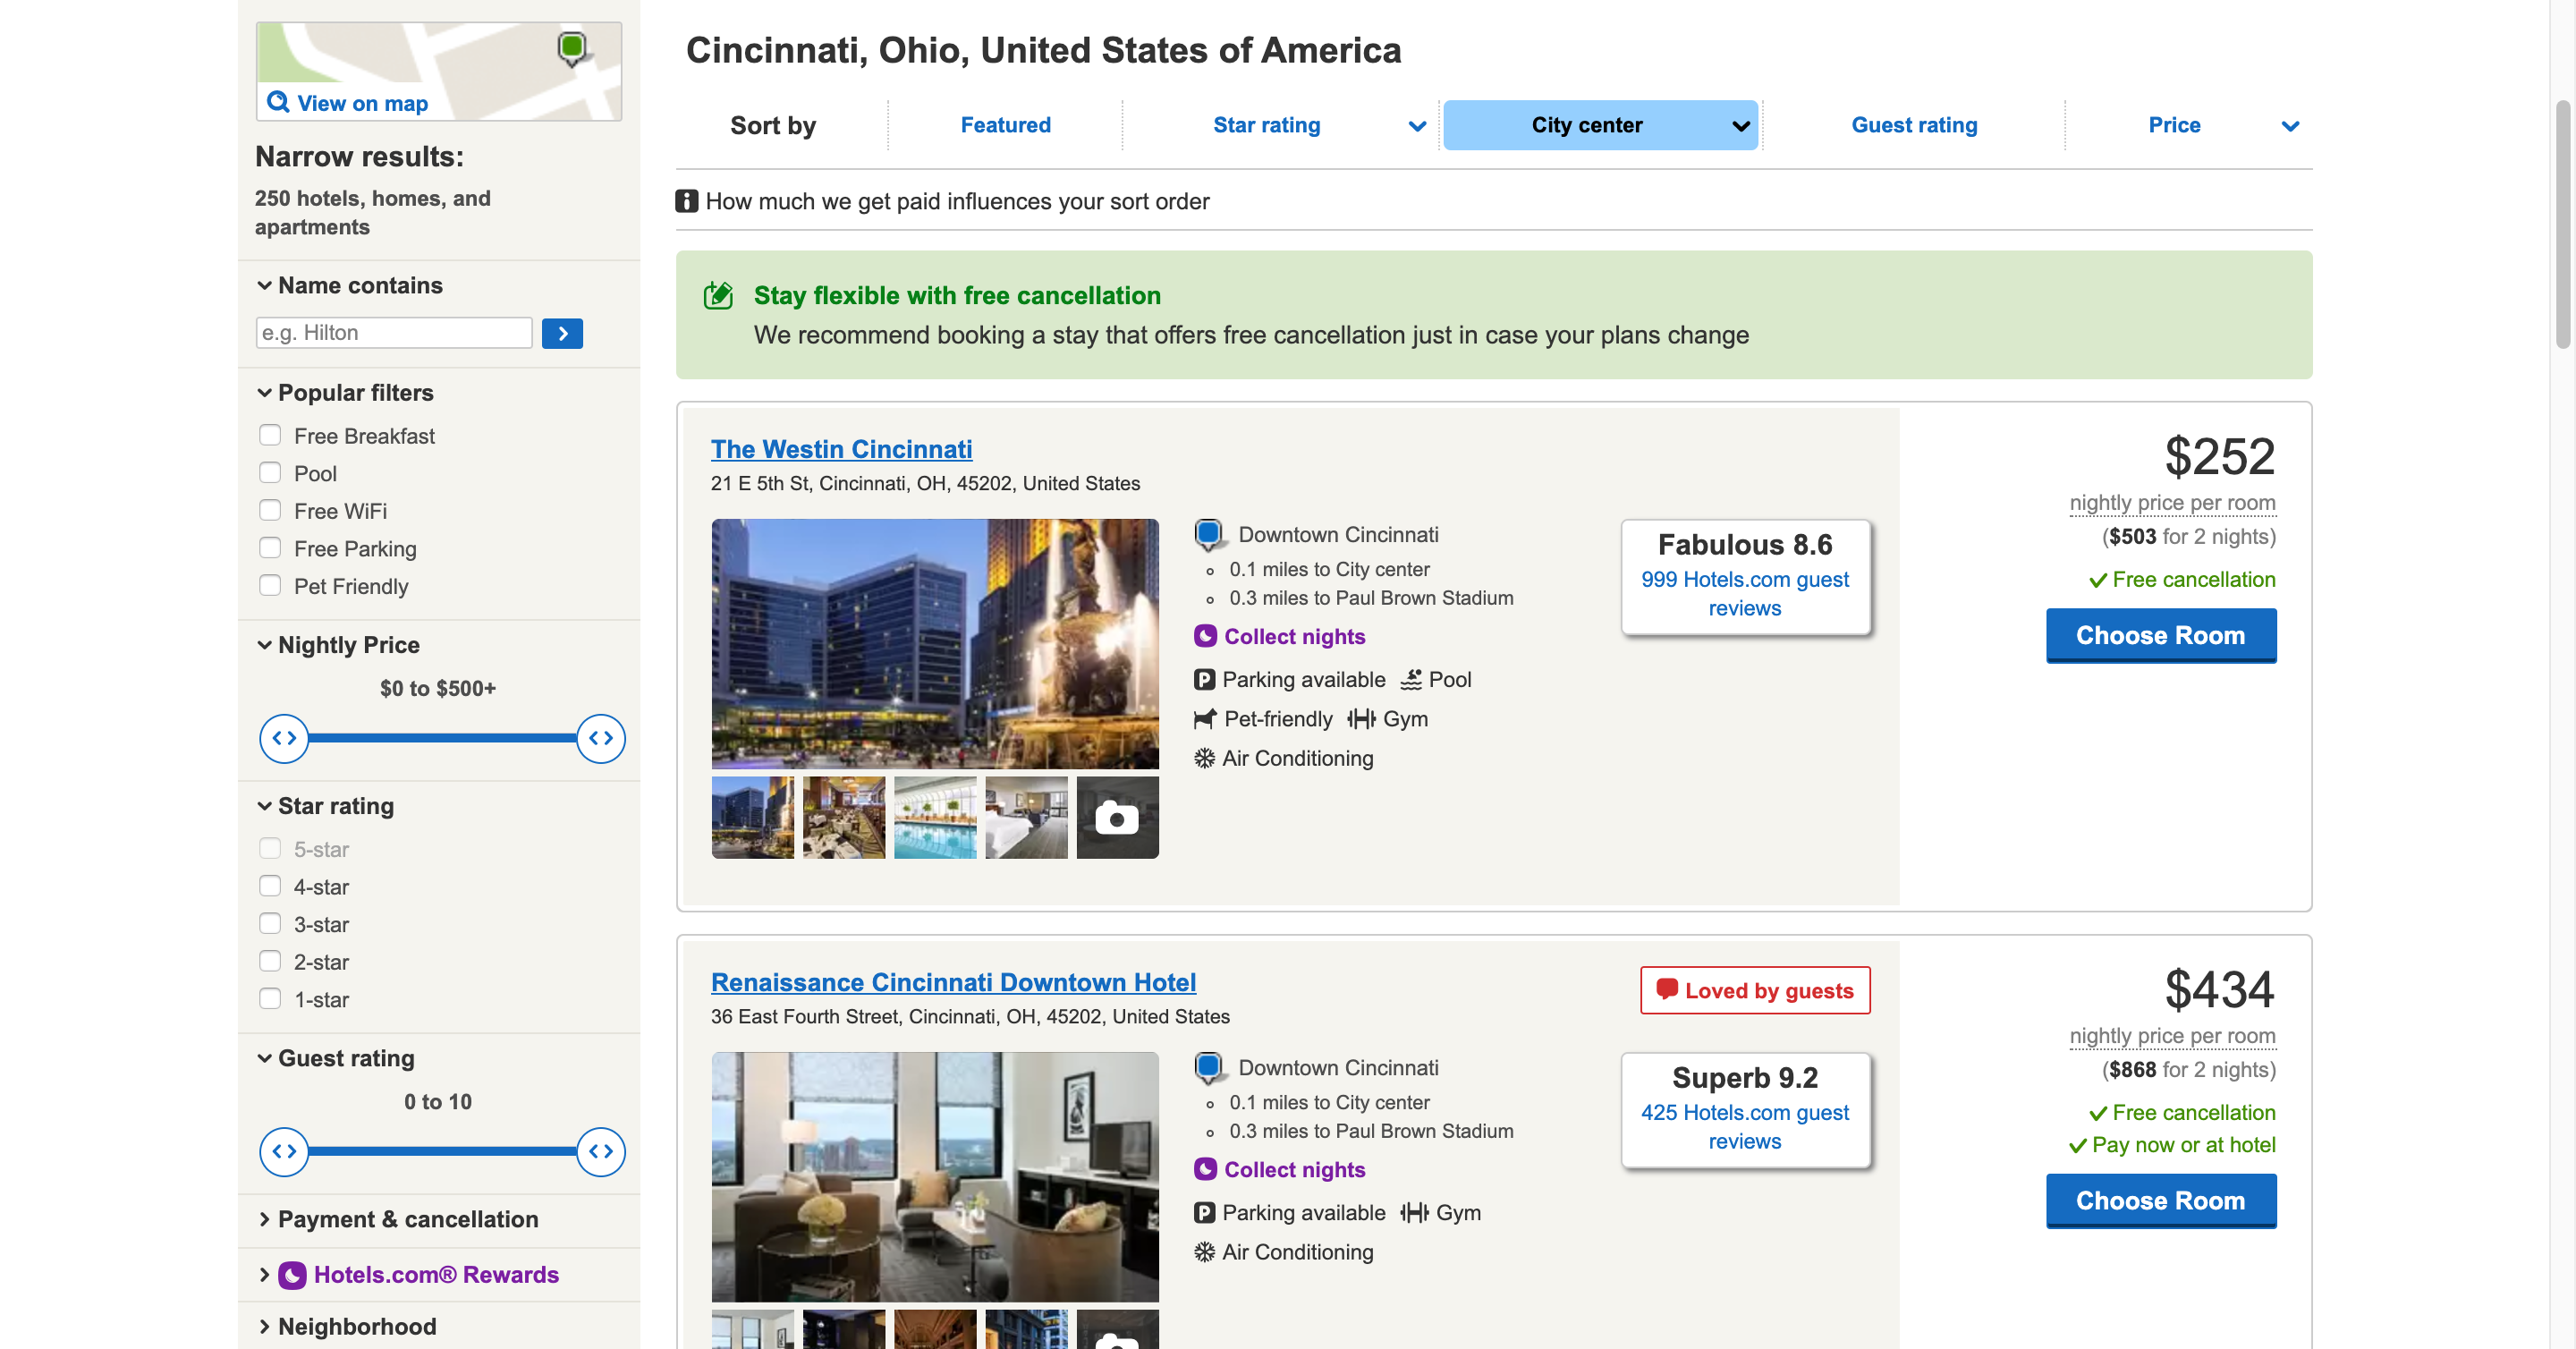 View on map
Narrow results:
250 hotels, homes, and
apartments
Name contains
e.g. Hilton
Popular filters
Free Breakfast
Pool
Free WiFi
Free Parking
Pet Friendly
Nightly Price
$0 to $500+
Star rating
5-star
4-star
3-star
2-star
1-star
Guest rating
0 to 10
Payment & cancellation
Hotels.com® Rewards
Neighborhood
Cincinnati, Ohio, United States of America
Sort by Featured Star rating City center Guest rating Price
How much we get paid influences your sort order
Stay flexible with free cancellation
We recommend booking a stay that offers free cancellation just in case your plans change
The Westin Cincinnati
21 E 5th St, Cincinnati, OH, 45202, United States
Downtown Cincinnati
0.1 miles to City center
0.3 miles to Paul Brown Stadium
Collect nights
P Parking available Pool
Pet-friendly Gym
Air Conditioning
Fabulous 8.6
999 Hotels.com guest
reviews
$252
nightly price per room
($503 for 2 nights)
Free cancellation
Choose Room
Renaissance Cincinnati Downtown Hotel
36 East Fourth Street, Cincinnati, OH, 45202, United States
Downtown Cincinnati
0.1 miles to City center
0.3 miles to Paul Brown Stadium
Collect nights
P Parking available Gym
Air Conditioning
Loved by guests
Superb 9.2
425 Hotels.com guest
reviews
$434
nightly price per room
($868 for 2 nights)
Free cancellation
Pay now or at hotel
Choose Room